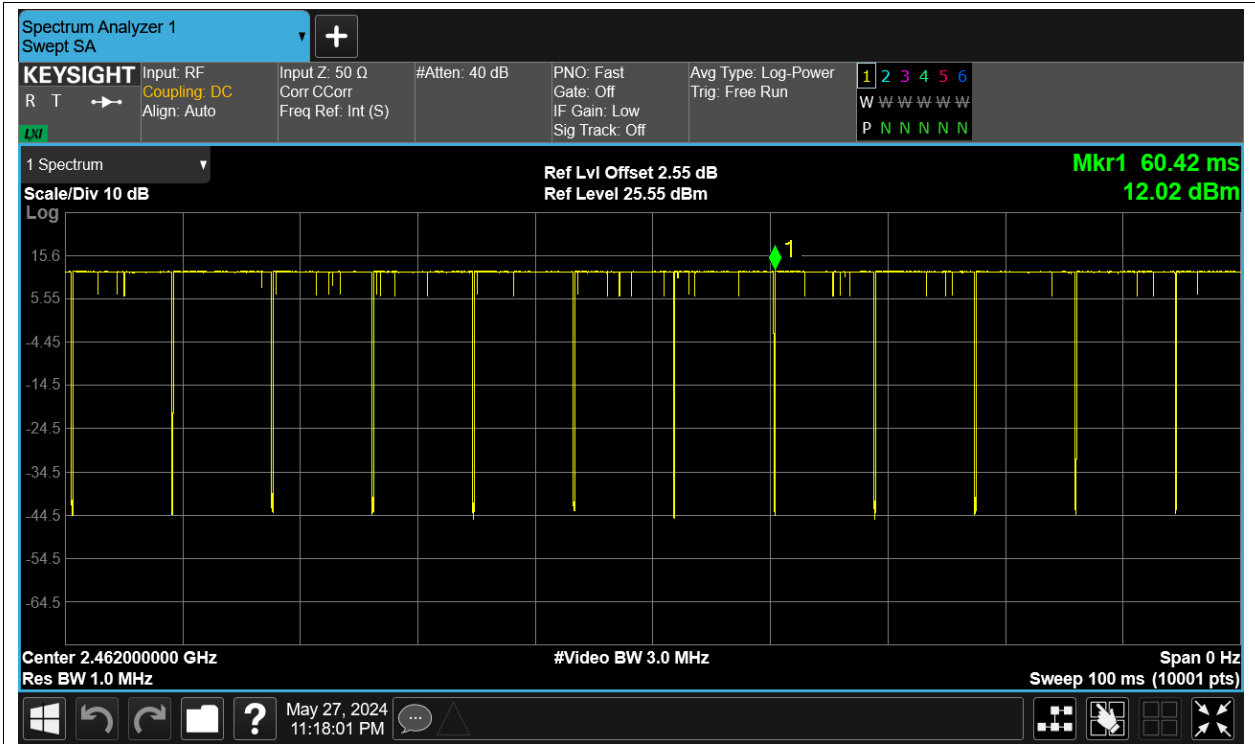 Spectrum Analyzer 1
Swept SA
KEYSIGHT
R T
LXI
Input: RF
Coupling: DC
Align: Auto
Input Z: 50 Ω
Corr CCorr
Freq Ref: Int (S)
#Atten: 40 dB
PNO: Fast
Gate: Off
IF Gain: Low
Sig Track: Off
Avg Type: Log-Power
Trig: Free Run
1 2 3 4 5 6
W W W W W W
P N N N N N
1 Spectrum
Scale/Div 10 dB
Ref Lvl Offset 2.55 dB
Ref Level 25.55 dBm
Mkr1 60.42 ms
12.02 dBm
Log
1
15.6
5.55
-4.45
-14.5
-24.5
-34.5
-44.5
-54.5
-64.5
Center 2.462000000 GHz
#Video BW 3.0 MHz
Span 0 Hz
Res BW 1.0 MHz
Sweep 100 ms (10001 pts)
?
May 27, 2024
11:18:01 PM